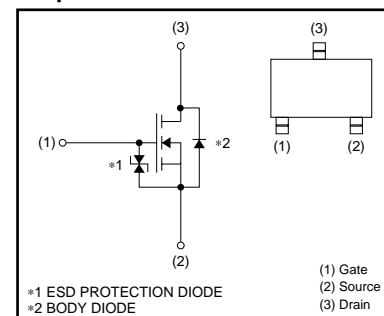 (3)
(3)
(1)
∗1
∗2
(1)
(2)
(2)
∗1 ESD PROTECTION DIODE
∗2 BODY DIODE
(1) Gate
(2) Source
(3) Drain